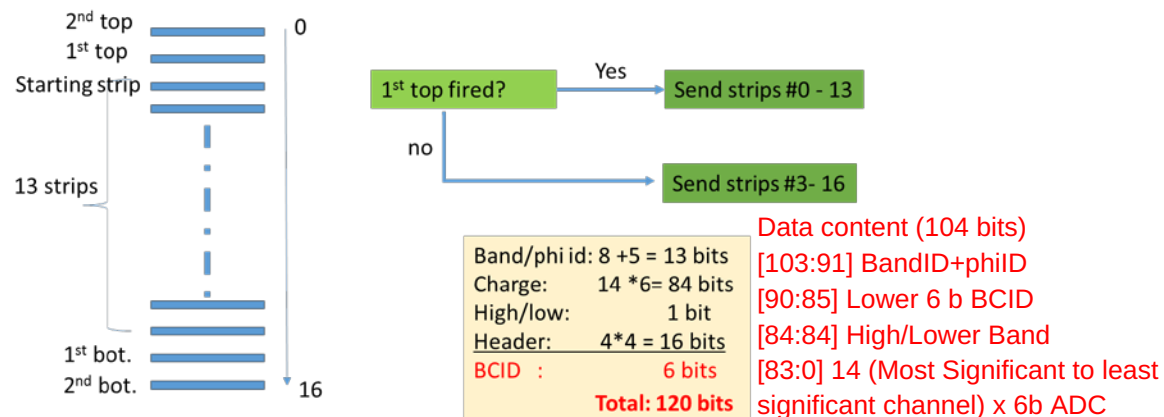 2nd top
0
1st top
Starting strip
13 strips
1st bot.
2nd bot.
16
1st top fired?
Yes
Send strips #0 - 13
no
Send strips #3- 16
Band/phi id: 8 +5 = 13 bits
Charge: 14 *6= 84 bits
High/low: 1 bit
Header: 4*4 = 16 bits
BCID : 6 bits
Total: 120 bits
Data content (104 bits)
[103:91] BandID+phiID
[90:85] Lower 6 b BCID
[84:84] High/Lower Band
[83:0] 14 (Most Significant to least
significant channel) x 6b ADC